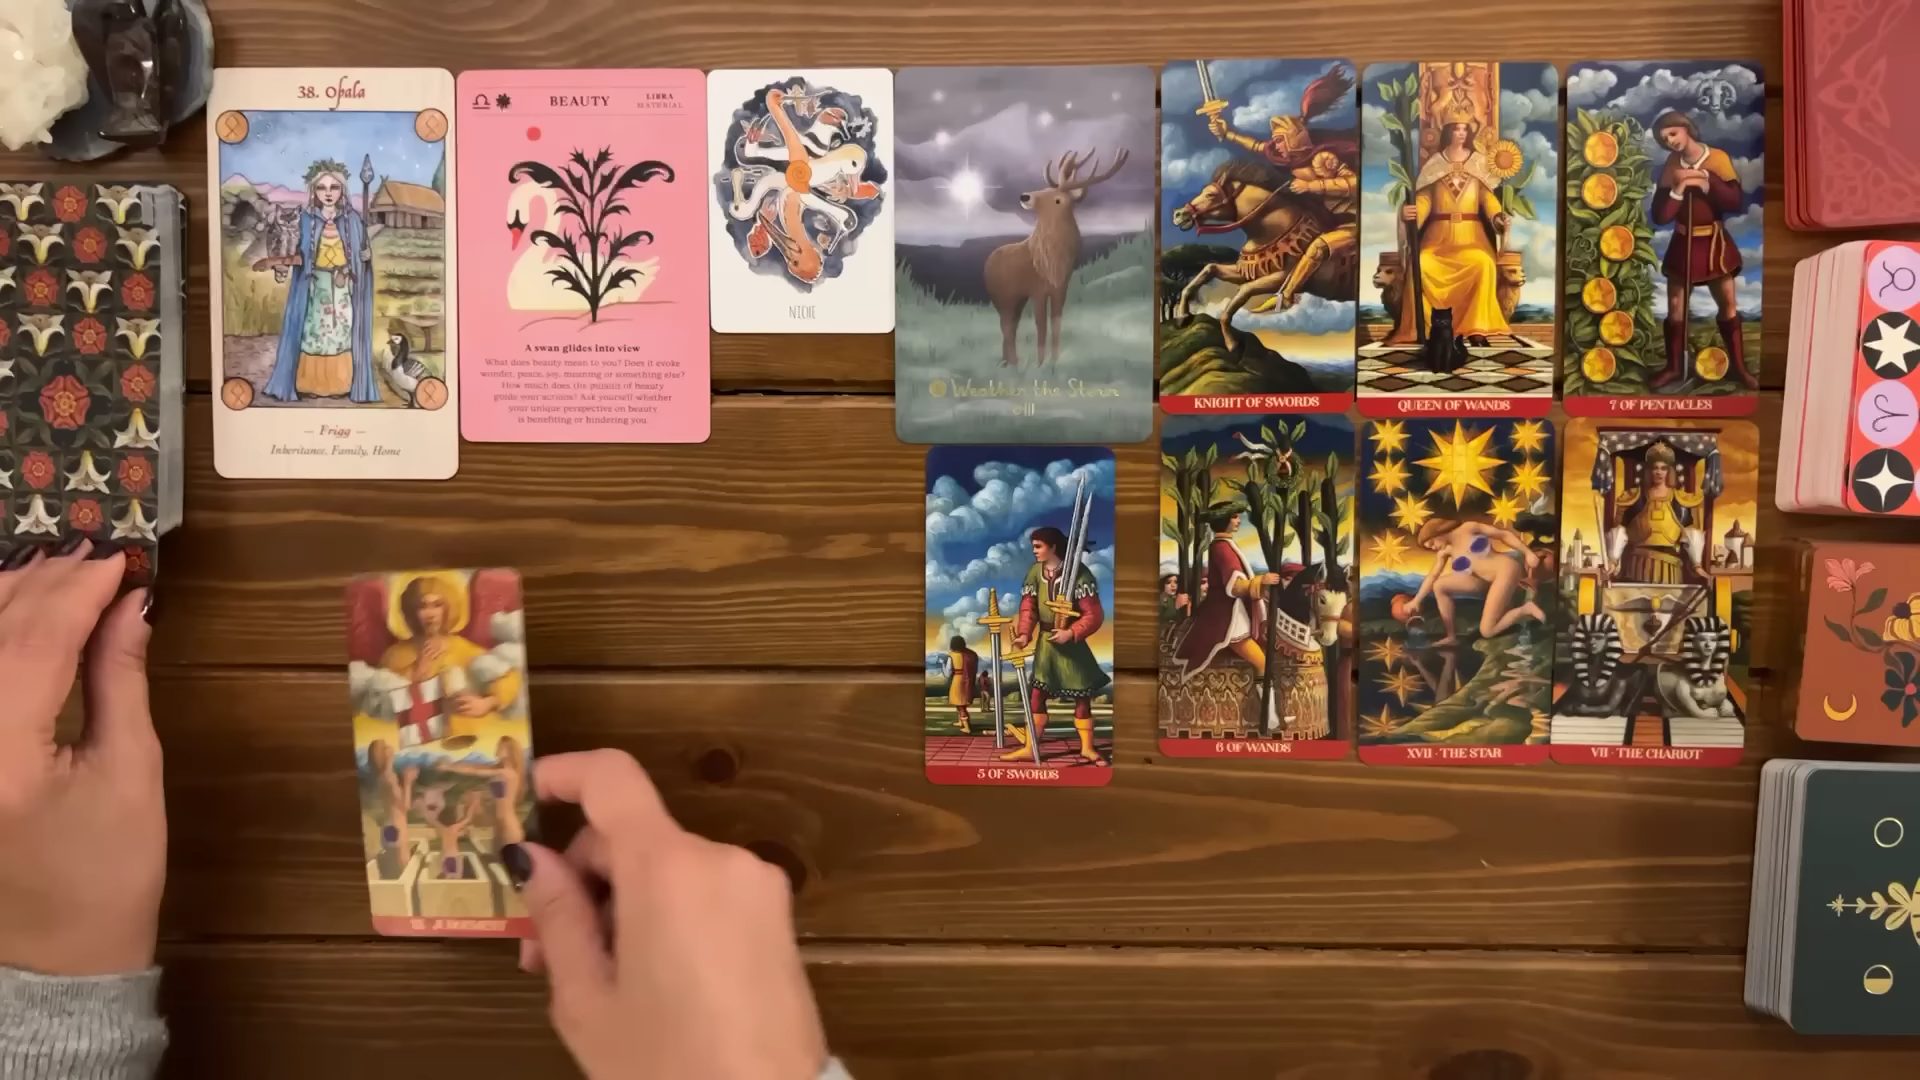 38. Opala
— Frigg —
Inheritance, Family, Home
BEAUTY
LIBRA
MATERIAL
A swan glides into view
What does beauty mean to you? Does it evoke
wonder, peace, joy, meaning or something else?
How much does the pursuit of beauty
guide your actions? Ask yourself whether
your unique perspective on beauty
is benefiting or hindering you.
NICHE
Weather the Storm
KNIGHT OF SWORDS
QUEEN OF WANDS
7 OF PENTACLES
5 OF SWORDS
6 OF WANDS
XVII · THE STAR
VII · THE CHARIOT